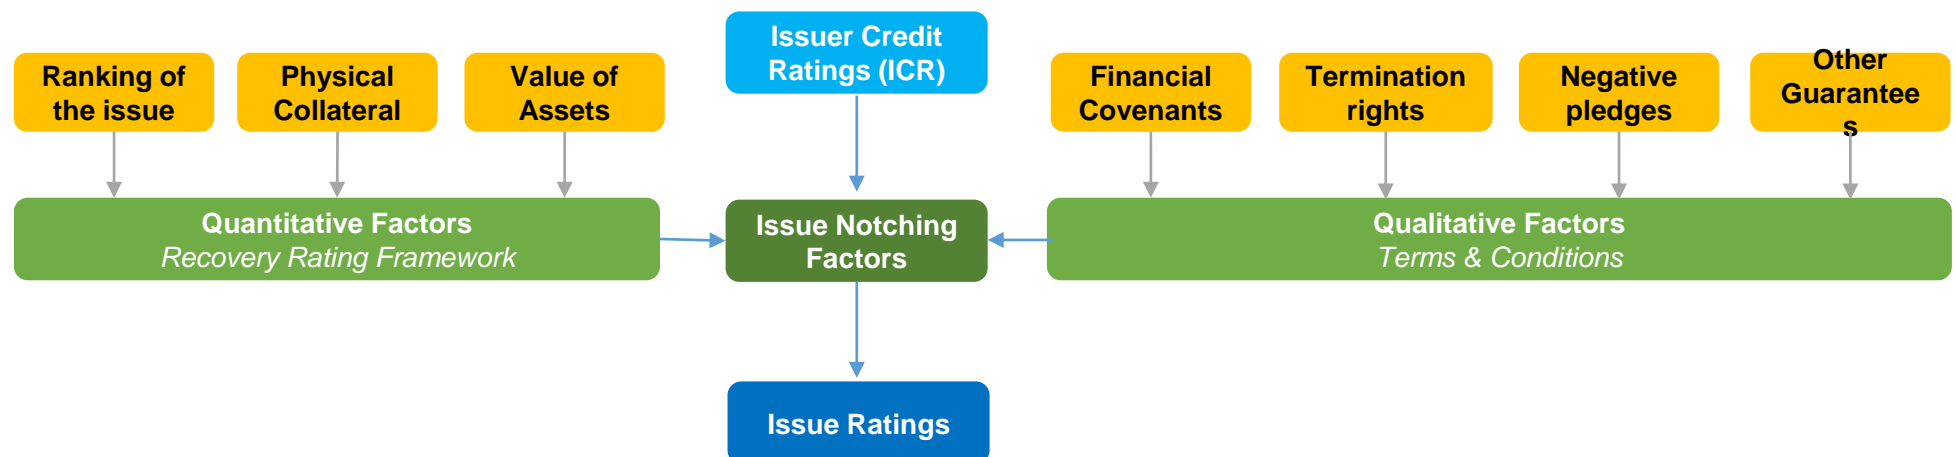 Issuer Credit
Ratings (ICR)
Ranking of
the issue
Physical
Collateral
Value of
Assets
Financial
Covenants
Termination
rights
Negative
pledges
Other
Guarantee
s
Quantitative Factors
Recovery Rating Framework
Issue Notching
Factors
Qualitative Factors
Terms & Conditions
Issue Ratings